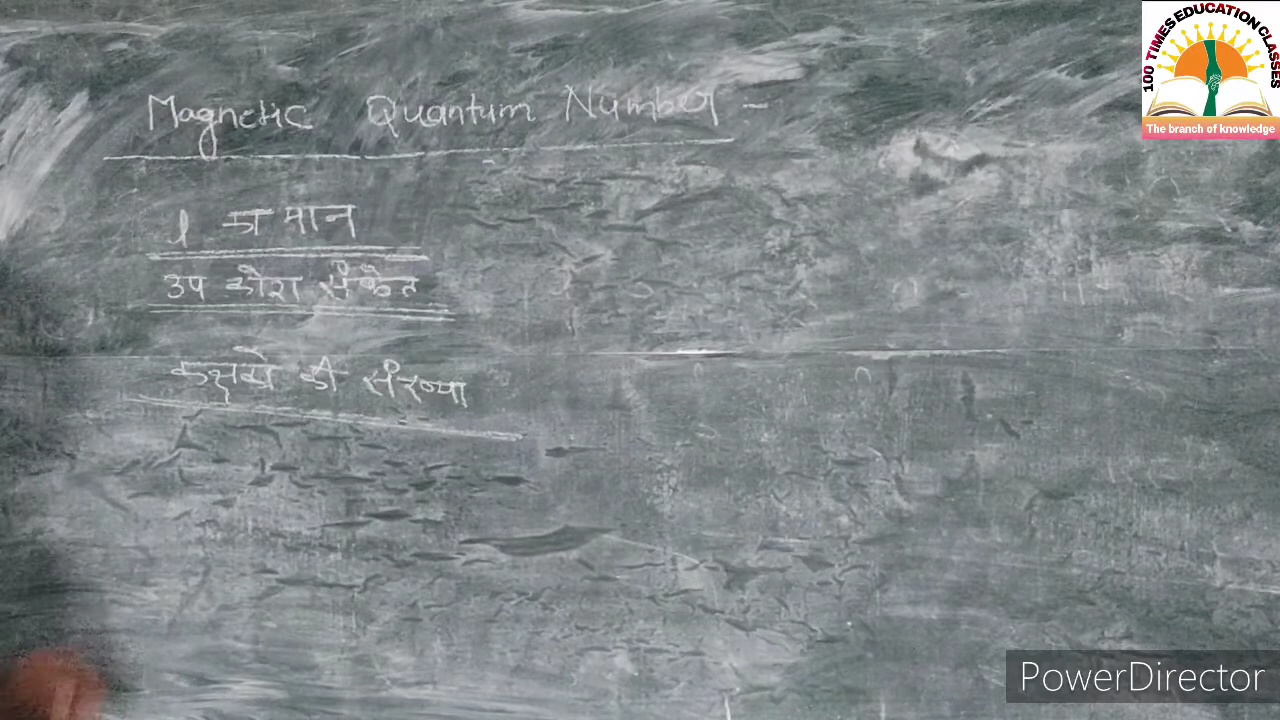 Magnetic Quantum Number -
l का मान
उप कोश संकेत
कक्षको की संख्या
100 TIMES EDUCATION CLASSES
The branch of knowledge
PowerDirector